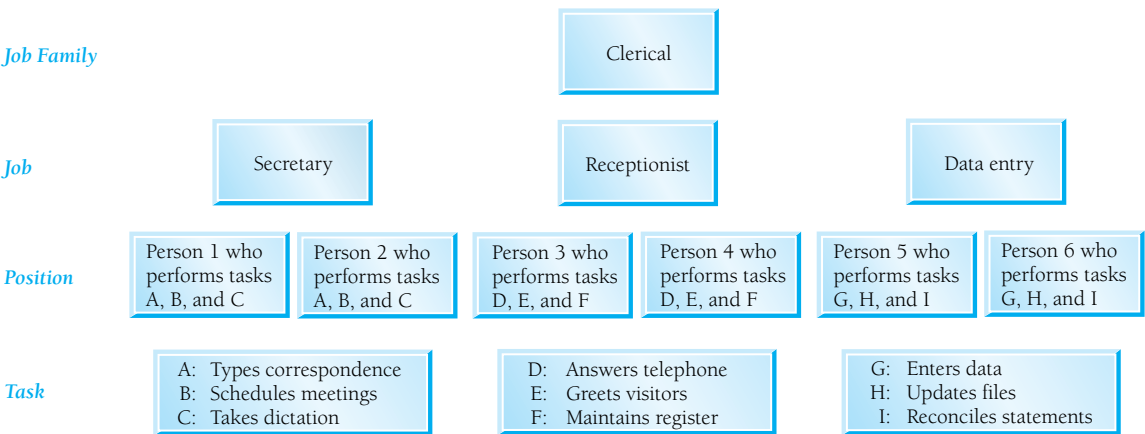 Job Family
Clerical
Job
Secretary
Receptionist
Data entry
Position
Person 1 who
performs tasks
A, B, and C
Person 2 who
performs tasks
A, B, and C
Person 3 who
performs tasks
D, E, and F
Person 4 who
performs tasks
D, E, and F
Person 5 who
performs tasks
G, H, and I
Person 6 who
performs tasks
G, H, and I
Task
A: Types correspondence
B: Schedules meetings
C: Takes dictation
D: Answers telephone
E: Greets visitors
F: Maintains register
G: Enters data
H: Updates files
I: Reconciles statements